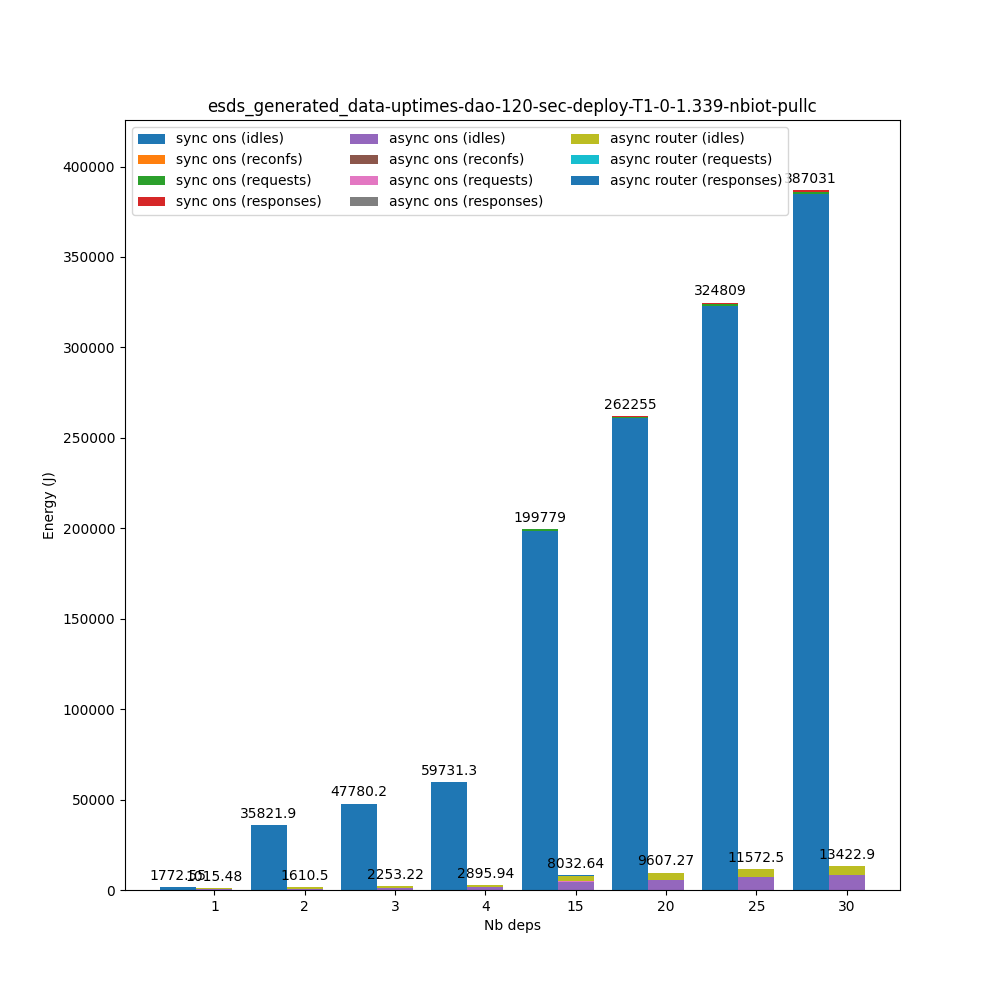 esds_generated_data-uptimes-dao-120-sec-deploy-T1-0-1.339-nbiot-pullc
sync ons (idles)
sync ons (reconfs)
sync ons (requests)
sync ons (responses)
async ons (idles)
async ons (reconfs)
async ons (requests)
async ons (responses)
async router (idles)
async router (requests)
async router (responses)
400000
350000
300000
250000
200000
150000
100000
50000
0
Energy (J)
1772.55
1015.48
35821.9
1610.5
47780.2
2253.22
59731.3
2895.94
199779
8032.64
262255
9607.27
324809
11572.5
387031
13422.9
1
2
3
4
15
20
25
30
Nb deps